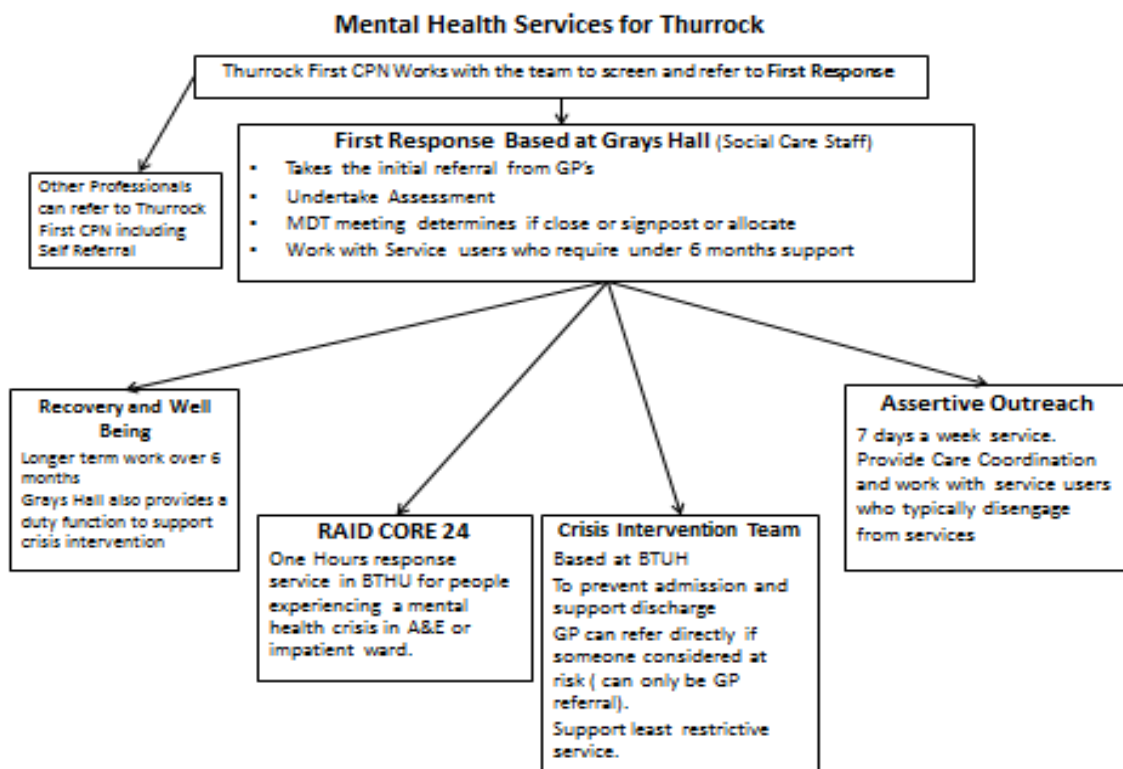 Mental Health Services for Thurrock
Thurrock First CPN Works with the team to screen and refer to First Response
First Response Based at Grays Hall (Social Care Staff)
• Takes the initial referral from GP's
• Undertake Assessment
• MDT meeting determines if close or signpost or allocate
• Work with Service users who require under 6 months support
Other Professionals
can refer to Thurrock
First CPN including
Self Referral
Recovery and Well
Being
Longer term work over 6
months
Grays Hall also provides a
duty function to support
crisis intervention
RAID CORE 24
One Hours response
service in BTHU for people
experiencing a mental
health crisis in A&E or
impatient ward.
Crisis Intervention Team
Based at BTUH
To prevent admission and
support discharge
GP can refer directly if
someone considered at
risk ( can only be GP
referral).
Support least restrictive
service.
Assertive Outreach
7 days a week service.
Provide Care Coordination
and work with service users
who typically disengage
from services